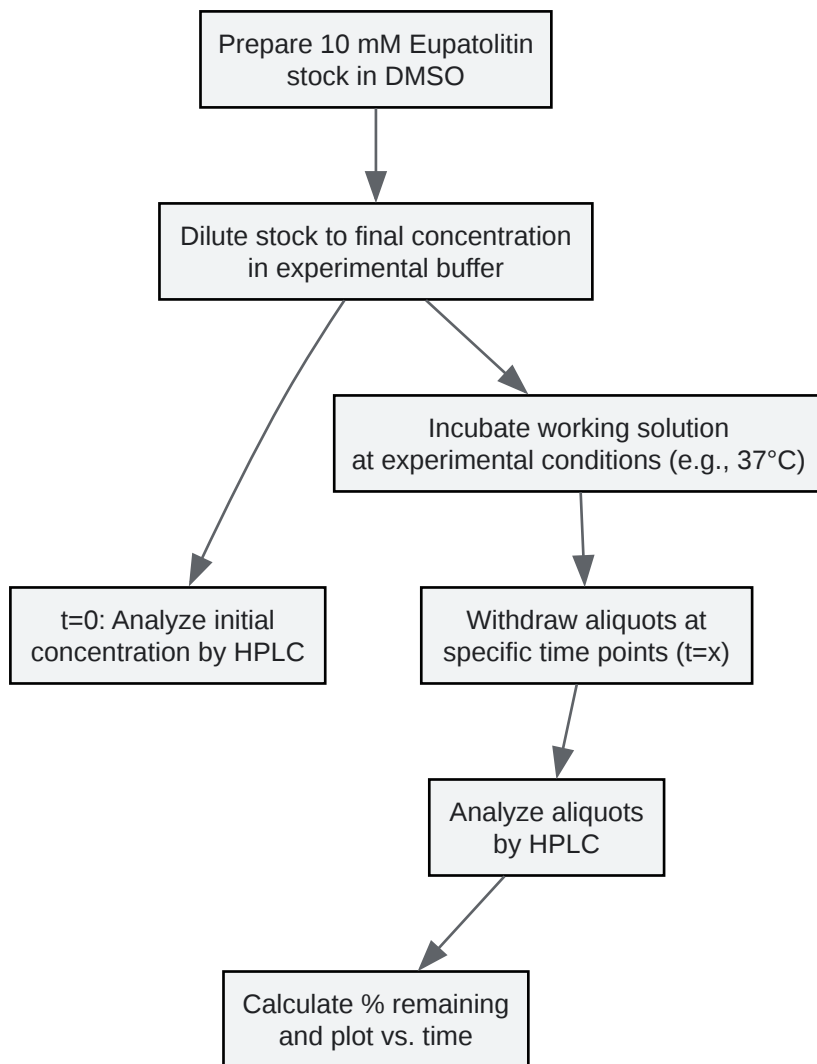 Prepare 10 mM Eupatolitin
stock in DMSO
Dilute stock to final concentration
in experimental buffer
Incubate working solution
at experimental conditions (e.g., 37°C)
t=0: Analyze initial
concentration by HPLC
Withdraw aliquots at
specific time points (t=x)
Analyze aliquots
by HPLC
Calculate % remaining
and plot vs. time